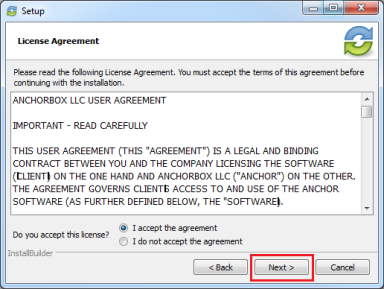 Setup
License Agreement
Please read the following License Agreement. You must accept the terms of this agreement before
continuing with the installation.
ANCHORBOX LLC USER AGREEMENT
IMPORTANT - READ CAREFULLY
THIS USER AGREEMENT (THIS "AGREEMENT") IS A LEGAL AND BINDING
CONTRACT BETWEEN YOU AND THE COMPANY LICENSING THE SOFTWARE
(CLIENT) ON THE ONE HAND AND ANCHORBOX LLC ("ANCHOR") ON THE OTHER.
THE AGREEMENT GOVERNS CLIENTS ACCESS TO AND USE OF THE ANCHOR
SOFTWARE (AS FURTHER DEFINED BELOW, THE "SOFTWARE).
Do you accept this license?
I accept the agreement
I do not accept the agreement
InstallBuilder
< Back
Next >
Cancel